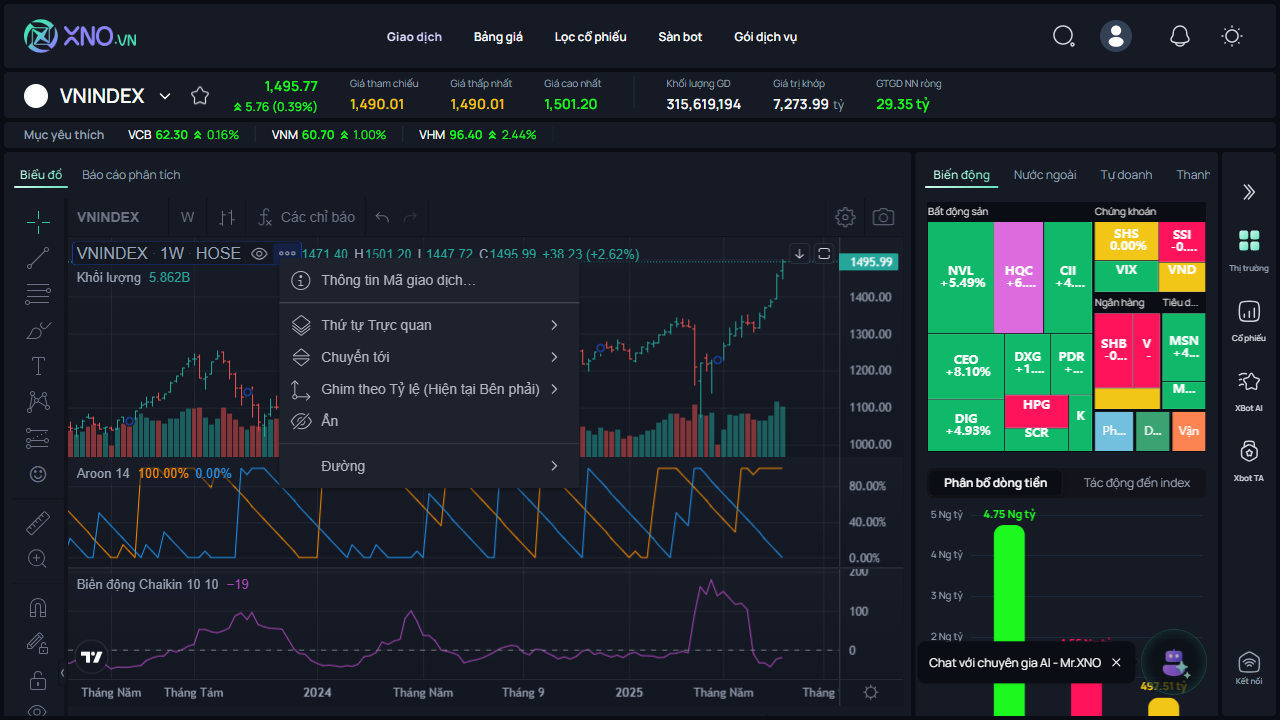 XNO.VN
Giao dịch
Bảng giá
Lọc cổ phiếu
Sàn bot
Gói dịch vụ
VNINDEX
1,495.77
5.76 (0.39%)
Giá tham chiếu
1,490.01
Giá thấp nhất
1,490.01
Giá cao nhất
1,501.20
Khối lượng GD
315,619,194
Giá trị khớp
7,273.99 tỷ
GTGD NN ròng
29.35 tỷ
Mục yêu thích
VCB 62.30 0.16%
VNM 60.70 1.00%
VHM 96.40 2.44%
Biểu đồ
Báo cáo phân tích
VNINDEX
W
Các chỉ báo
VNINDEX · 1W · HOSE
1471.40 H1501.20 L1447.72 C1495.99 +38.23 (+2.62%)
Khối lượng 5.862B
Thông tin Mã giao dịch…
Thứ tự Trực quan
Chuyển tới
Ghim theo Tỷ lệ (Hiện tại Bên phải)
Ẩn
Đường
1495.99
1400.00
1300.00
1200.00
1100.00
1000.00
Aroon 14 100.00% 0.00%
80.00%
40.00%
0.00%
Biên động Chaikin 10 10 −19
200
100
0
Tháng Năm
Tháng Tám
2024
Tháng Năm
Tháng 9
2025
Tháng Năm
Tháng
Biến động
Nước ngoài
Tự doanh
Thanh
Bất động sản
NVL
+5.49%
HQC
+6....
CII
+4....
CEO
+8.10%
DXG
+1....
PDR
+...
DIG
+4.93%
HPG
SCR
K
Chứng khoán
SHS
0.00%
SSI
-0....
VIX
VND
Ngân hàng
SHB
-0...
V
-
Tiêu d...
MSN
+4...
M...
Ph...
D...
Vận
Phân bổ dòng tiền
Tác động đến index
5 Ng tỷ
4.75 Ng tỷ
4 Ng tỷ
3 Ng tỷ
2 Ng tỷ
497.51 tỷ
Chat với chuyên gia AI - Mr.XNO
Thị trường
Cổ phiếu
XBot AI
Xbot TA
Kết nối